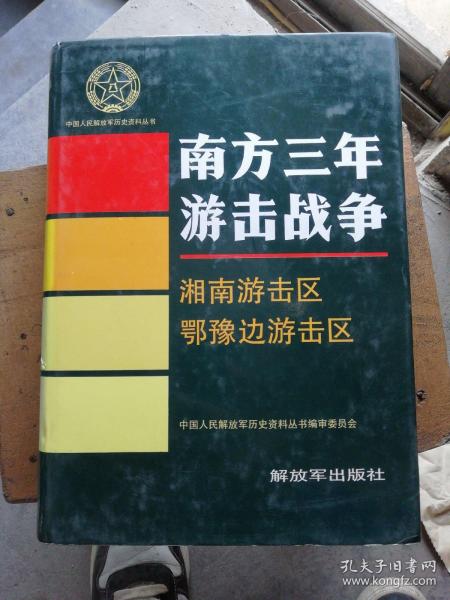 中国人民解放军历史资料丛书
南方三年
游击战争
湘南游击区
鄂豫边游击区
中国人民解放军历史资料丛书编审委员会
解放军出版社
孔夫子旧书网
www.kongfz.com